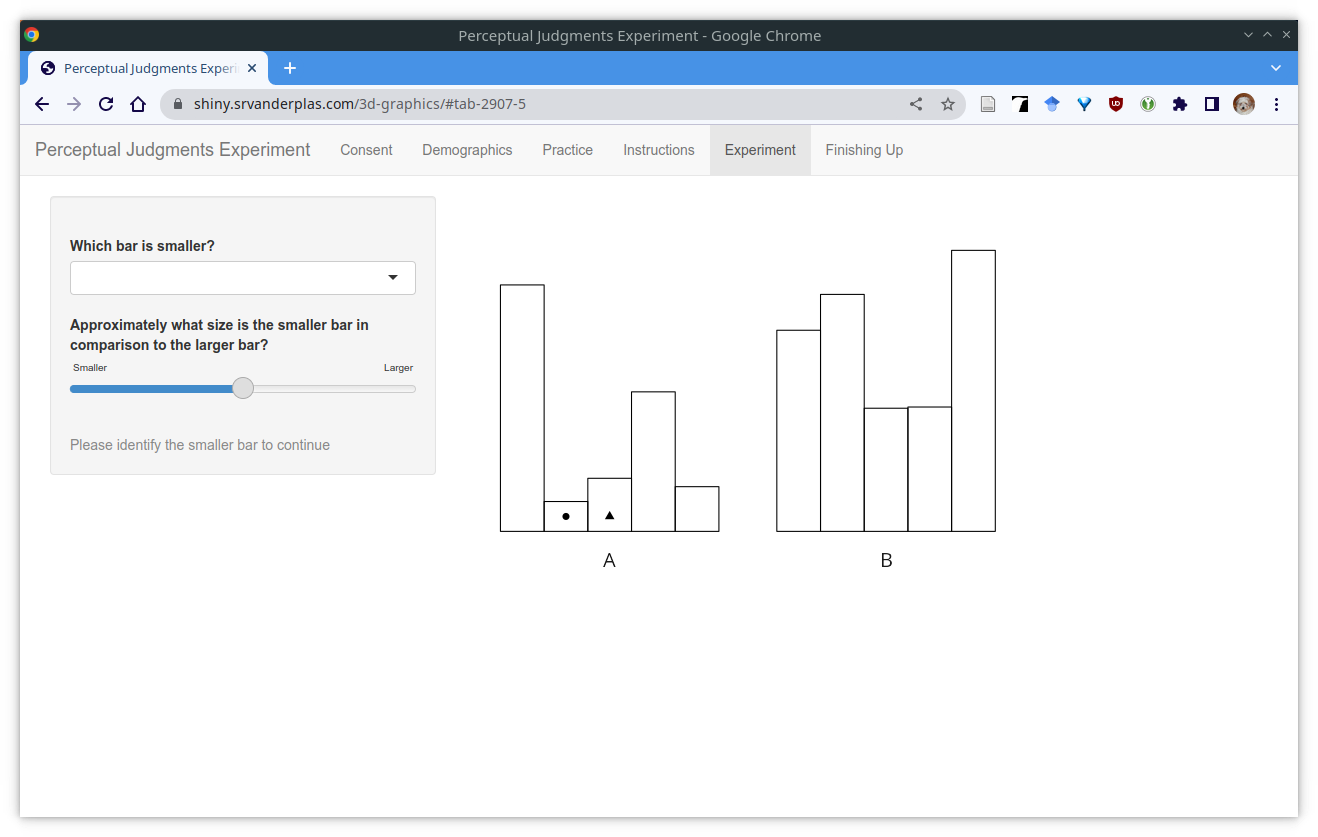 Perceptual Judgments Experiment - Google Chrome
Perceptual Judgments Experi
shiny.srvanderplas.com/3d-graphics/#tab-2907-5
Perceptual Judgments Experiment Consent Demographics Practice Instructions Experiment Finishing Up
Which bar is smaller?
Approximately what size is the smaller bar in
comparison to the larger bar?
Smaller Larger
Please identify the smaller bar to continue
A B